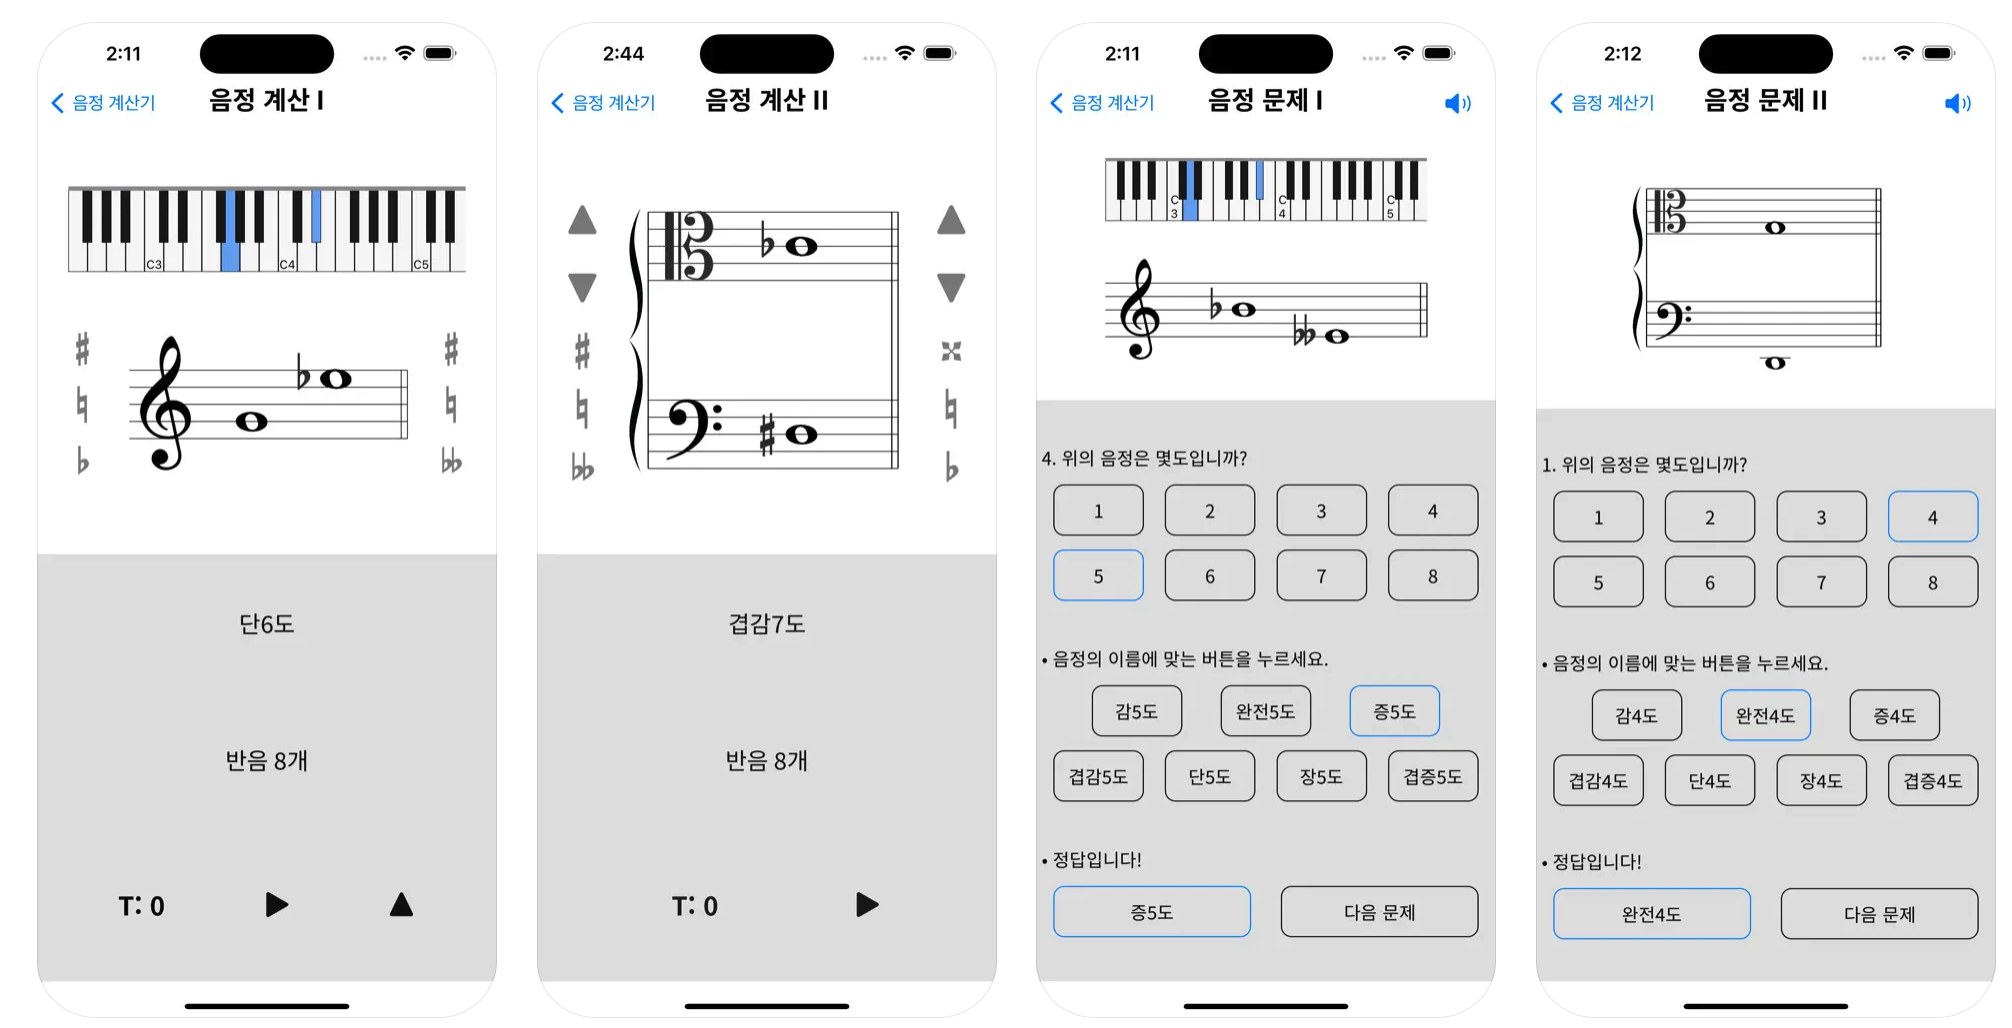 2:11
음정 계산기
음정 계산 I
C3
C4
C5
단6도
반음 8개
T: 0
2:44
음정 계산기
음정 계산 II
겹감7도
반음 8개
T: 0
2:11
음정 계산기
음정 문제 I
C 3
C 4
C 5
4. 위의 음정은 몇도입니까?
1 2 3 4
5 6 7 8
• 음정의 이름에 맞는 버튼을 누르세요.
감5도 완전5도 증5도
겹감5도 단5도 장5도 겹증5도
• 정답입니다!
증5도 다음 문제
2:12
음정 계산기
음정 문제 II
1. 위의 음정은 몇도입니까?
1 2 3 4
5 6 7 8
• 음정의 이름에 맞는 버튼을 누르세요.
감4도 완전4도 증4도
겹감4도 단4도 장4도 겹증4도
• 정답입니다!
완전4도 다음 문제